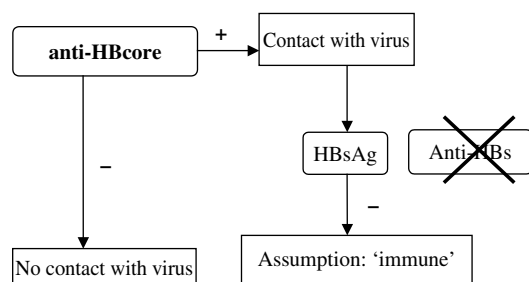 anti-HBcore
+
Contact with virus
–
HBsAg
Anti-HBs
–
No contact with virus
Assumption: ‘immune’